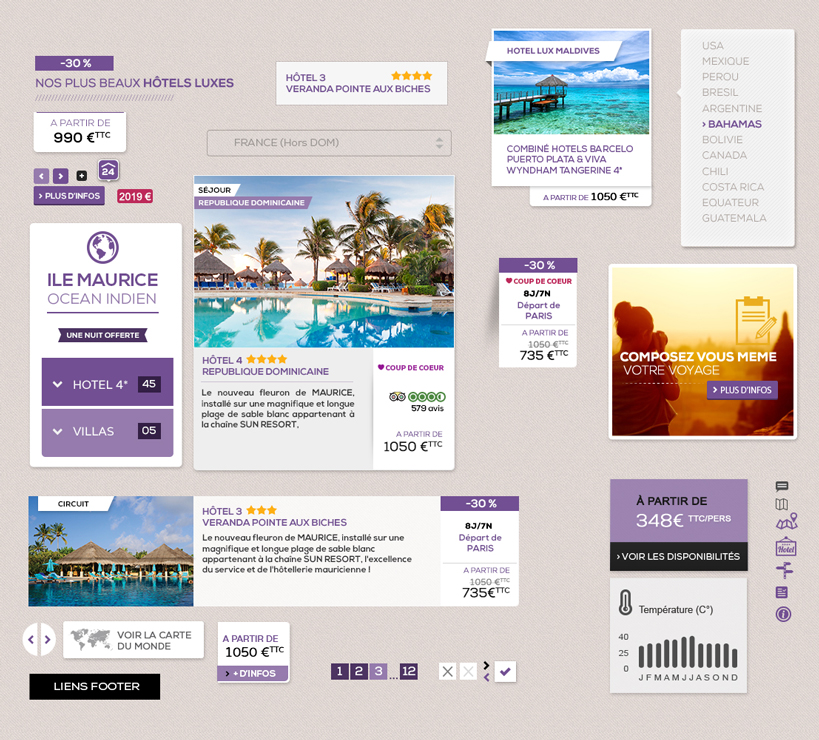 -30 %
NOS PLUS BEAUX HÔTELS LUXES
A PARTIR DE
990 €TTC
24
> PLUS D'INFOS
2019 €
HÔTEL 3
VERANDA POINTE AUX BICHES
FRANCE (Hors DOM)
HOTEL LUX MALDIVES
COMBINÉ HOTELS BARCELO
PUERTO PLATA & VIVA
WYNDHAM TANGERINE 4*
A PARTIR DE 1050 €TTC
USA
MEXIQUE
PEROU
BRESIL
ARGENTINE
> BAHAMAS
BOLIVIE
CANADA
CHILI
COSTA RICA
EQUATEUR
GUATEMALA
ILE MAURICE
OCEAN INDIEN
UNE NUIT OFFERTE
HOTEL 4* 45
VILLAS 05
SÉJOUR
REPUBLIQUE DOMINICAINE
HÔTEL 4
REPUBLIQUE DOMINICAINE
Le nouveau fleuron de MAURICE,
installé sur une magnifique et longue
plage de sable blanc appartenant à
la chaîne SUN RESORT,
COUP DE COEUR
579 avis
A PARTIR DE
1050 €TTC
-30 %
COUP DE COEUR
8J/7N
Départ de
PARIS
A PARTIR DE
1050 €TTC
735 €TTC
COMPOSEZ VOUS MEME
VOTRE VOYAGE
> PLUS D'INFOS
CIRCUIT
HÔTEL 3
VERANDA POINTE AUX BICHES
Le nouveau fleuron de MAURICE, installé sur une
magnifique et longue plage de sable blanc
appartenant à la chaîne SUN RESORT, l'excellence
du service et de l'hôtellerie mauricienne !
-30 %
8J/7N
Départ de
PARIS
A PARTIR DE
1050 €TTC
735€TTC
À PARTIR DE
348€ TTC/PERS
> VOIR LES DISPONIBILITÉS
Hotel
Température (C°)
40
25
0
J F M A M J J A S O N D
VOIR LA CARTE
DU MONDE
A PARTIR DE
1050 €TTC
> + D'INFOS
1 2 3 ... 12
LIENS FOOTER